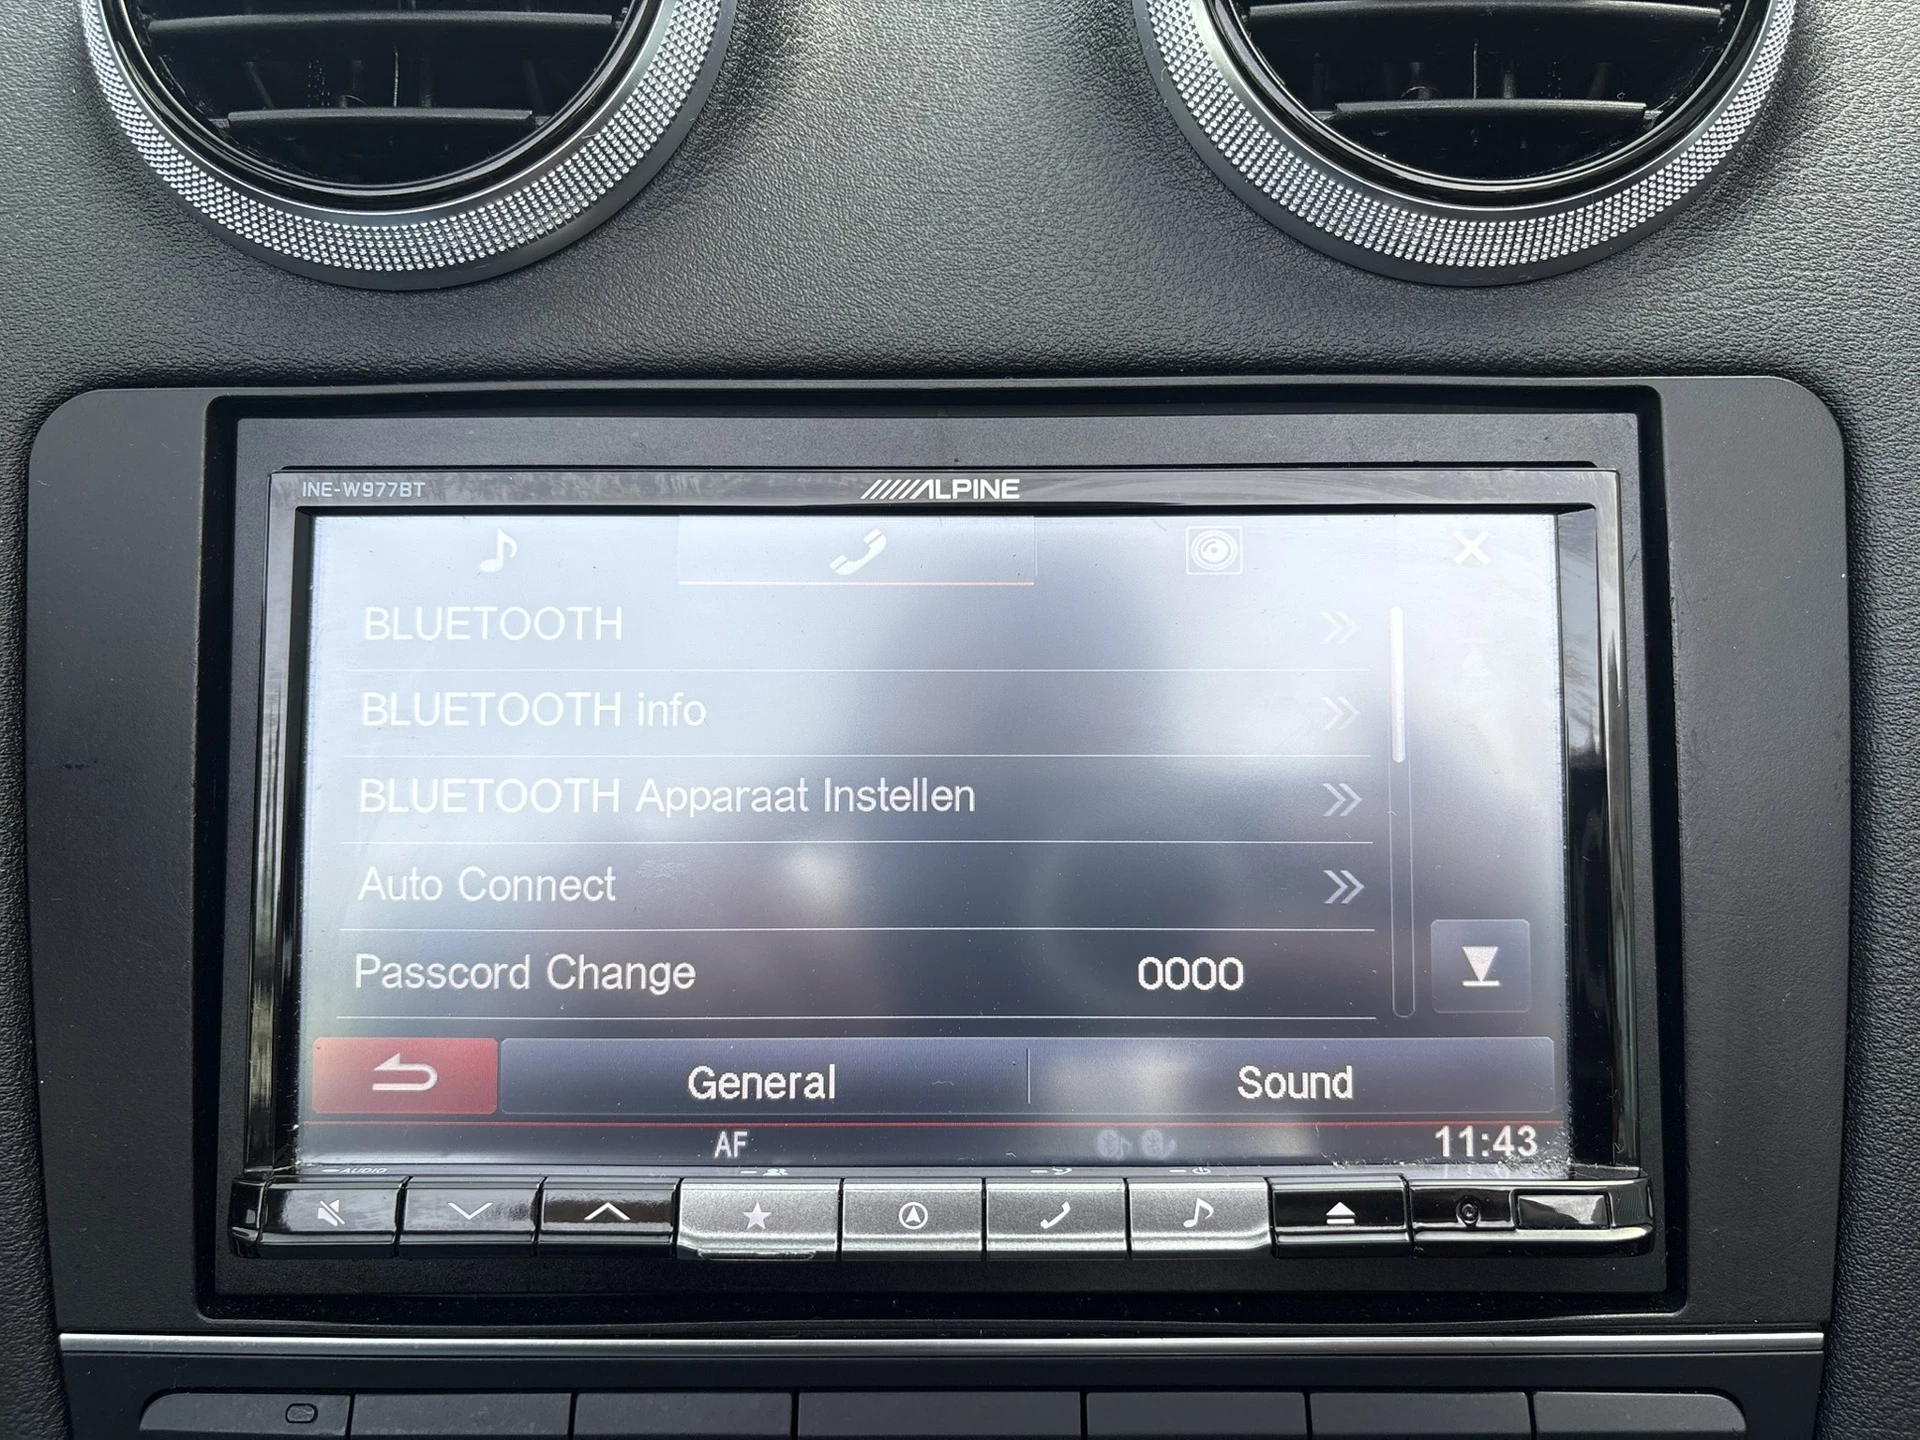 INE-W977BT
ALPINE
BLUETOOTH
BLUETOOTH info
BLUETOOTH Apparaat Instellen
Auto Connect
Passcord Change 0000
General Sound
AF 11:43
AUDIO